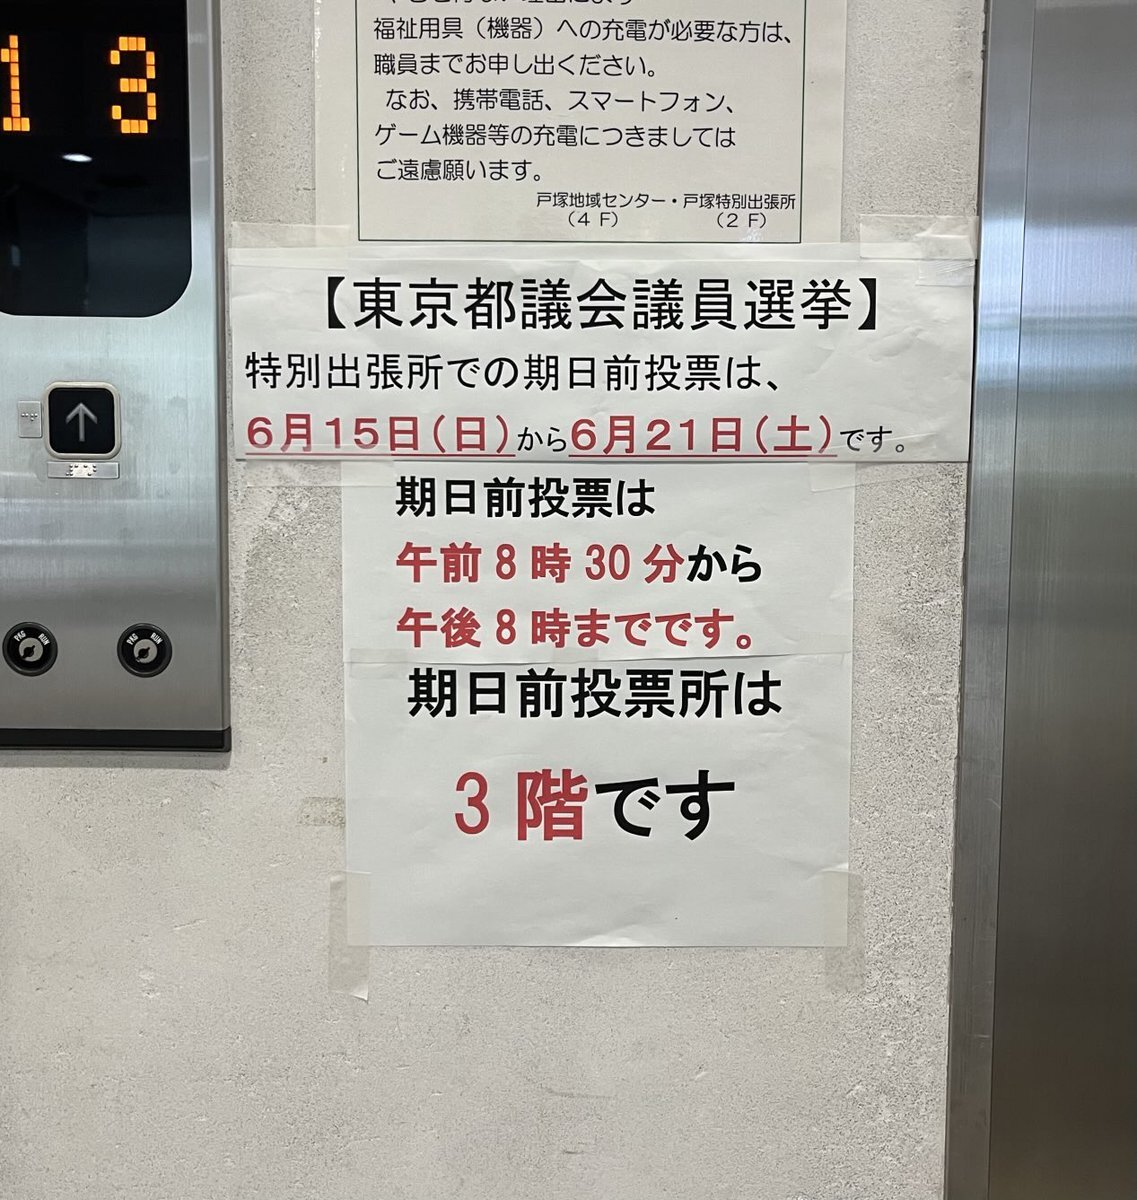 13
福祉用具（機器）への充電が必要な方は、
職員までお申し出ください。
なお、携帯電話、スマートフォン、
ゲーム機器等の充電につきましては
ご遠慮願います。
戸塚地域センター・戸塚特別出張所
（４Ｆ） （２Ｆ）
【東京都議会議員選挙】
特別出張所での期日前投票は、
６月１５日（日）から６月２１日（土）です。
期日前投票は
午前８時30分から
午後８時までです。
期日前投票所は
３階です
PKG RUN
PKG RUN